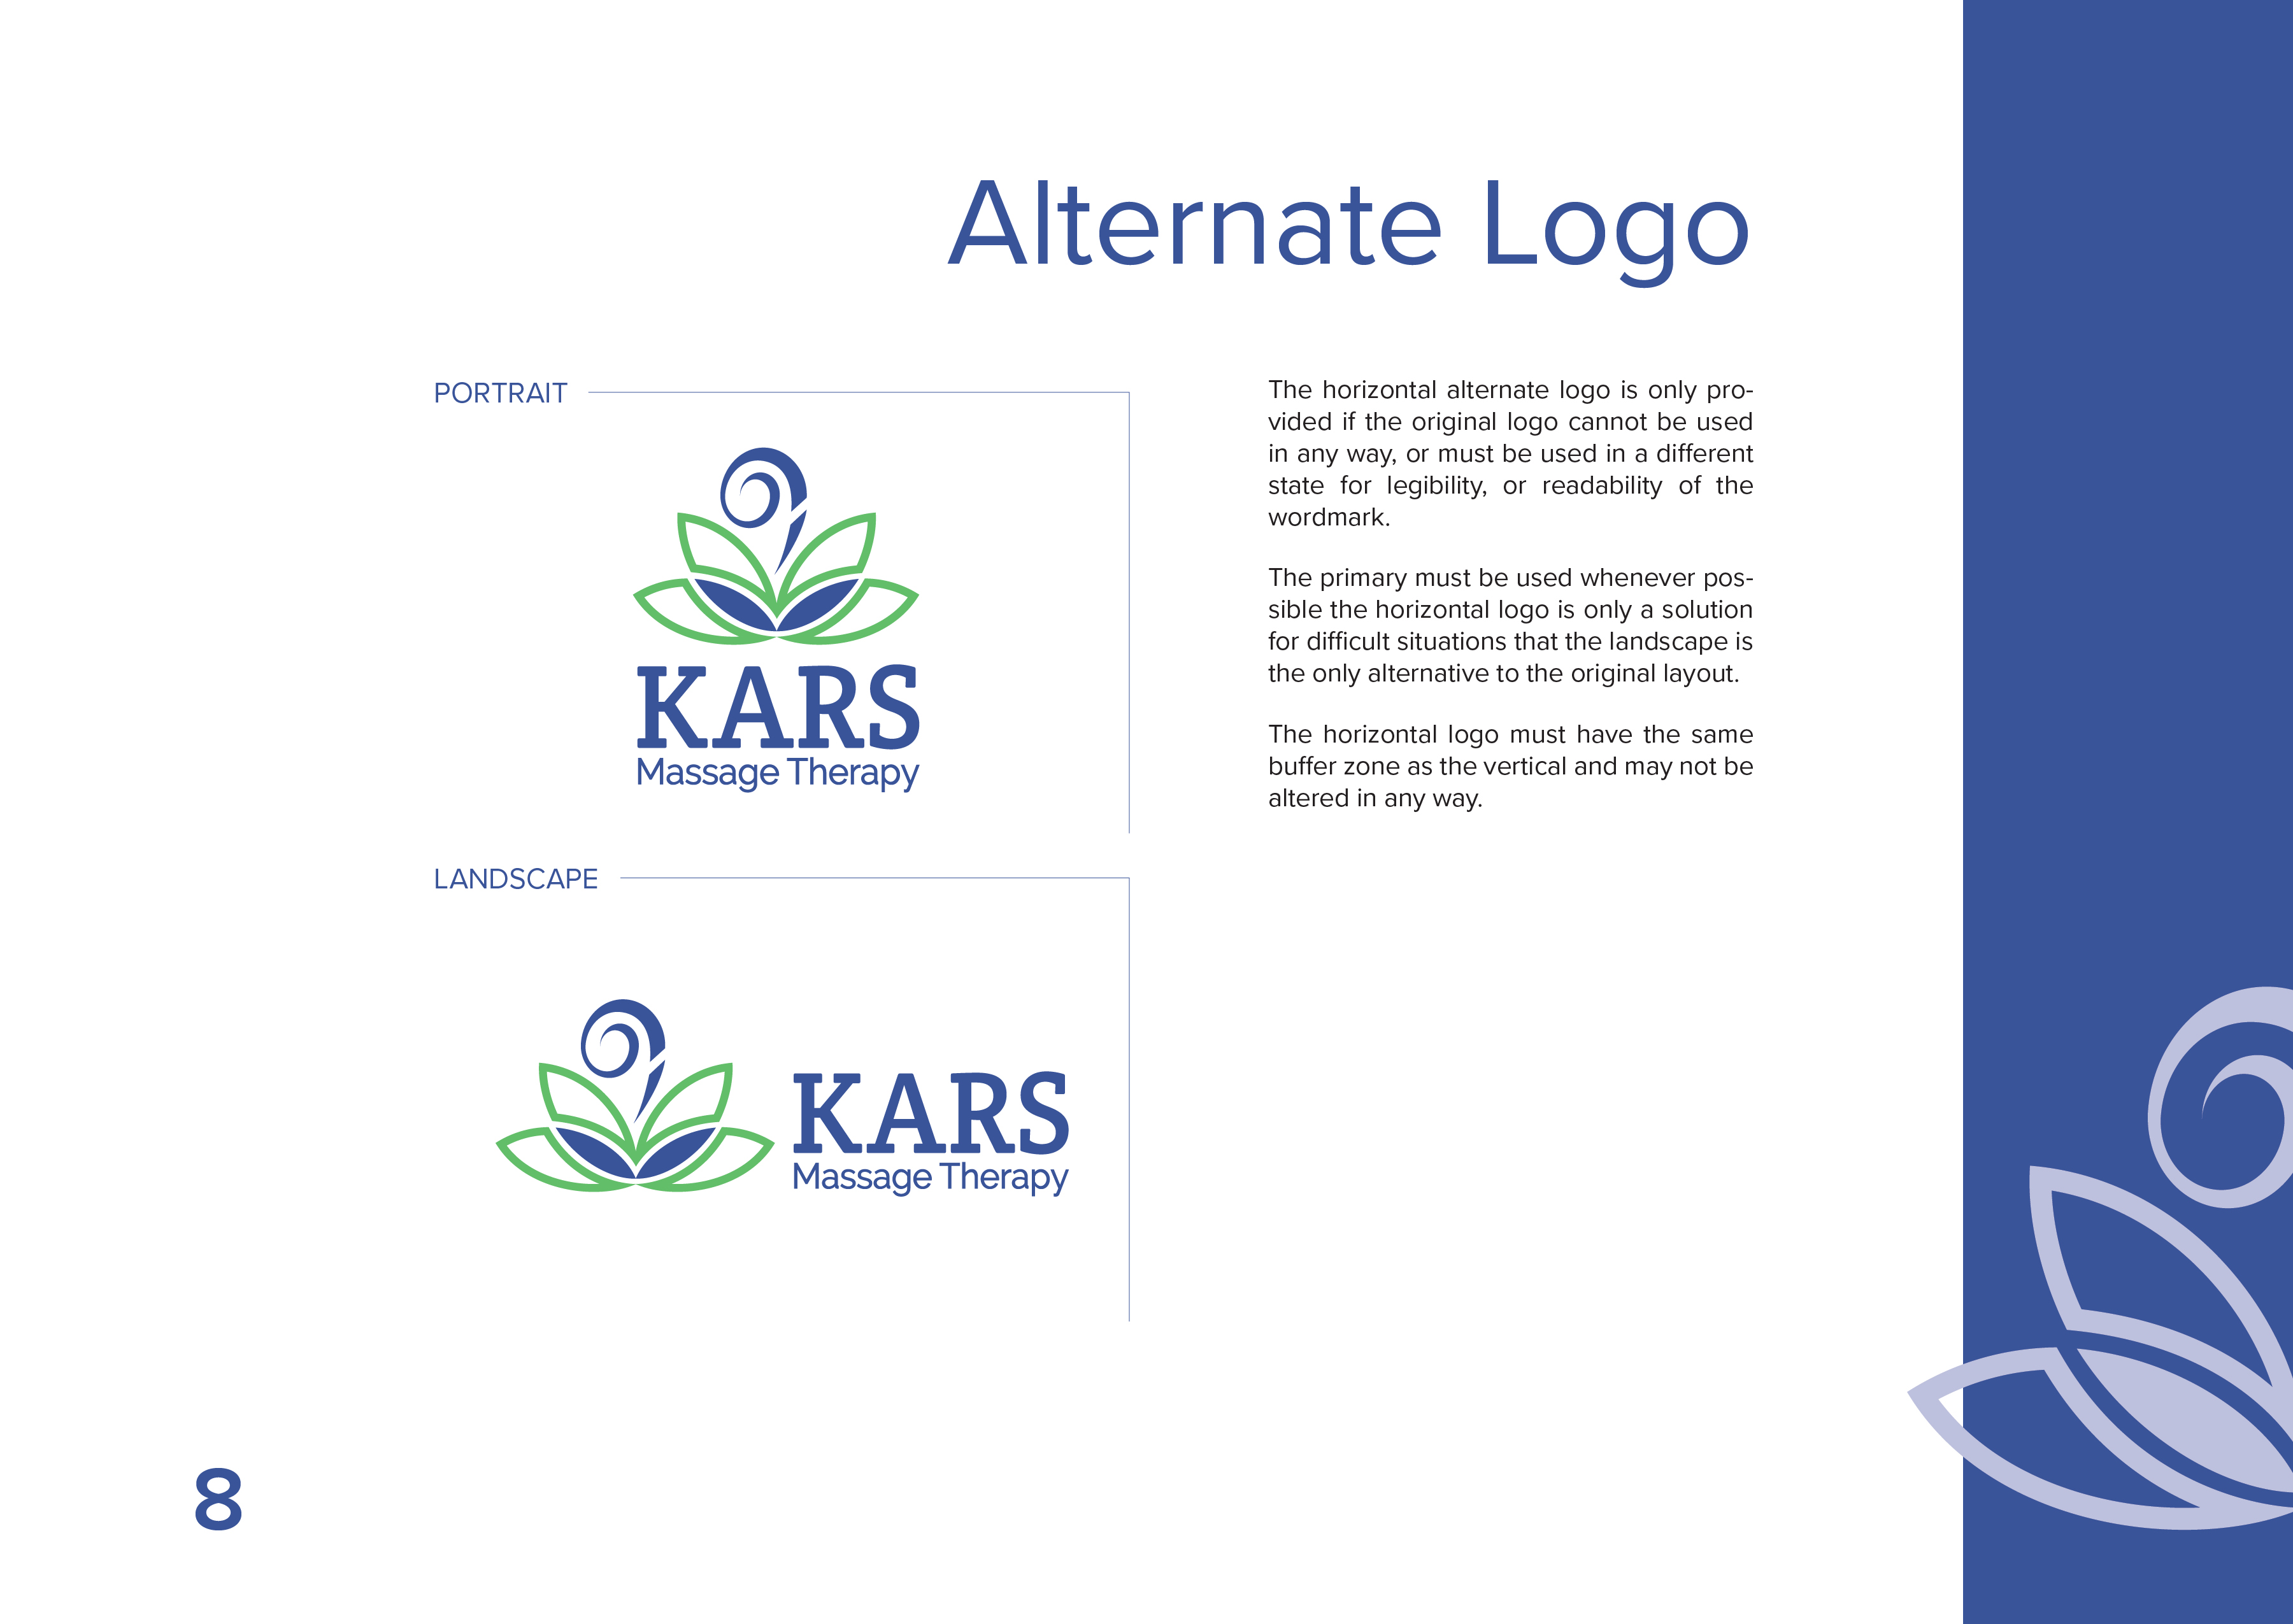 Alternate Logo
PORTRAIT
KARS
Massage Therapy
LANDSCAPE
KARS
Massage Therapy
The horizontal alternate logo is only pro-
vided if the original logo cannot be used
in any way, or must be used in a different
state for legibility, or readability of the
wordmark.
The primary must be used whenever pos-
sible the horizontal logo is only a solution
for difficult situations that the landscape is
the only alternative to the original layout.
The horizontal logo must have the same
buffer zone as the vertical and may not be
altered in any way.
8